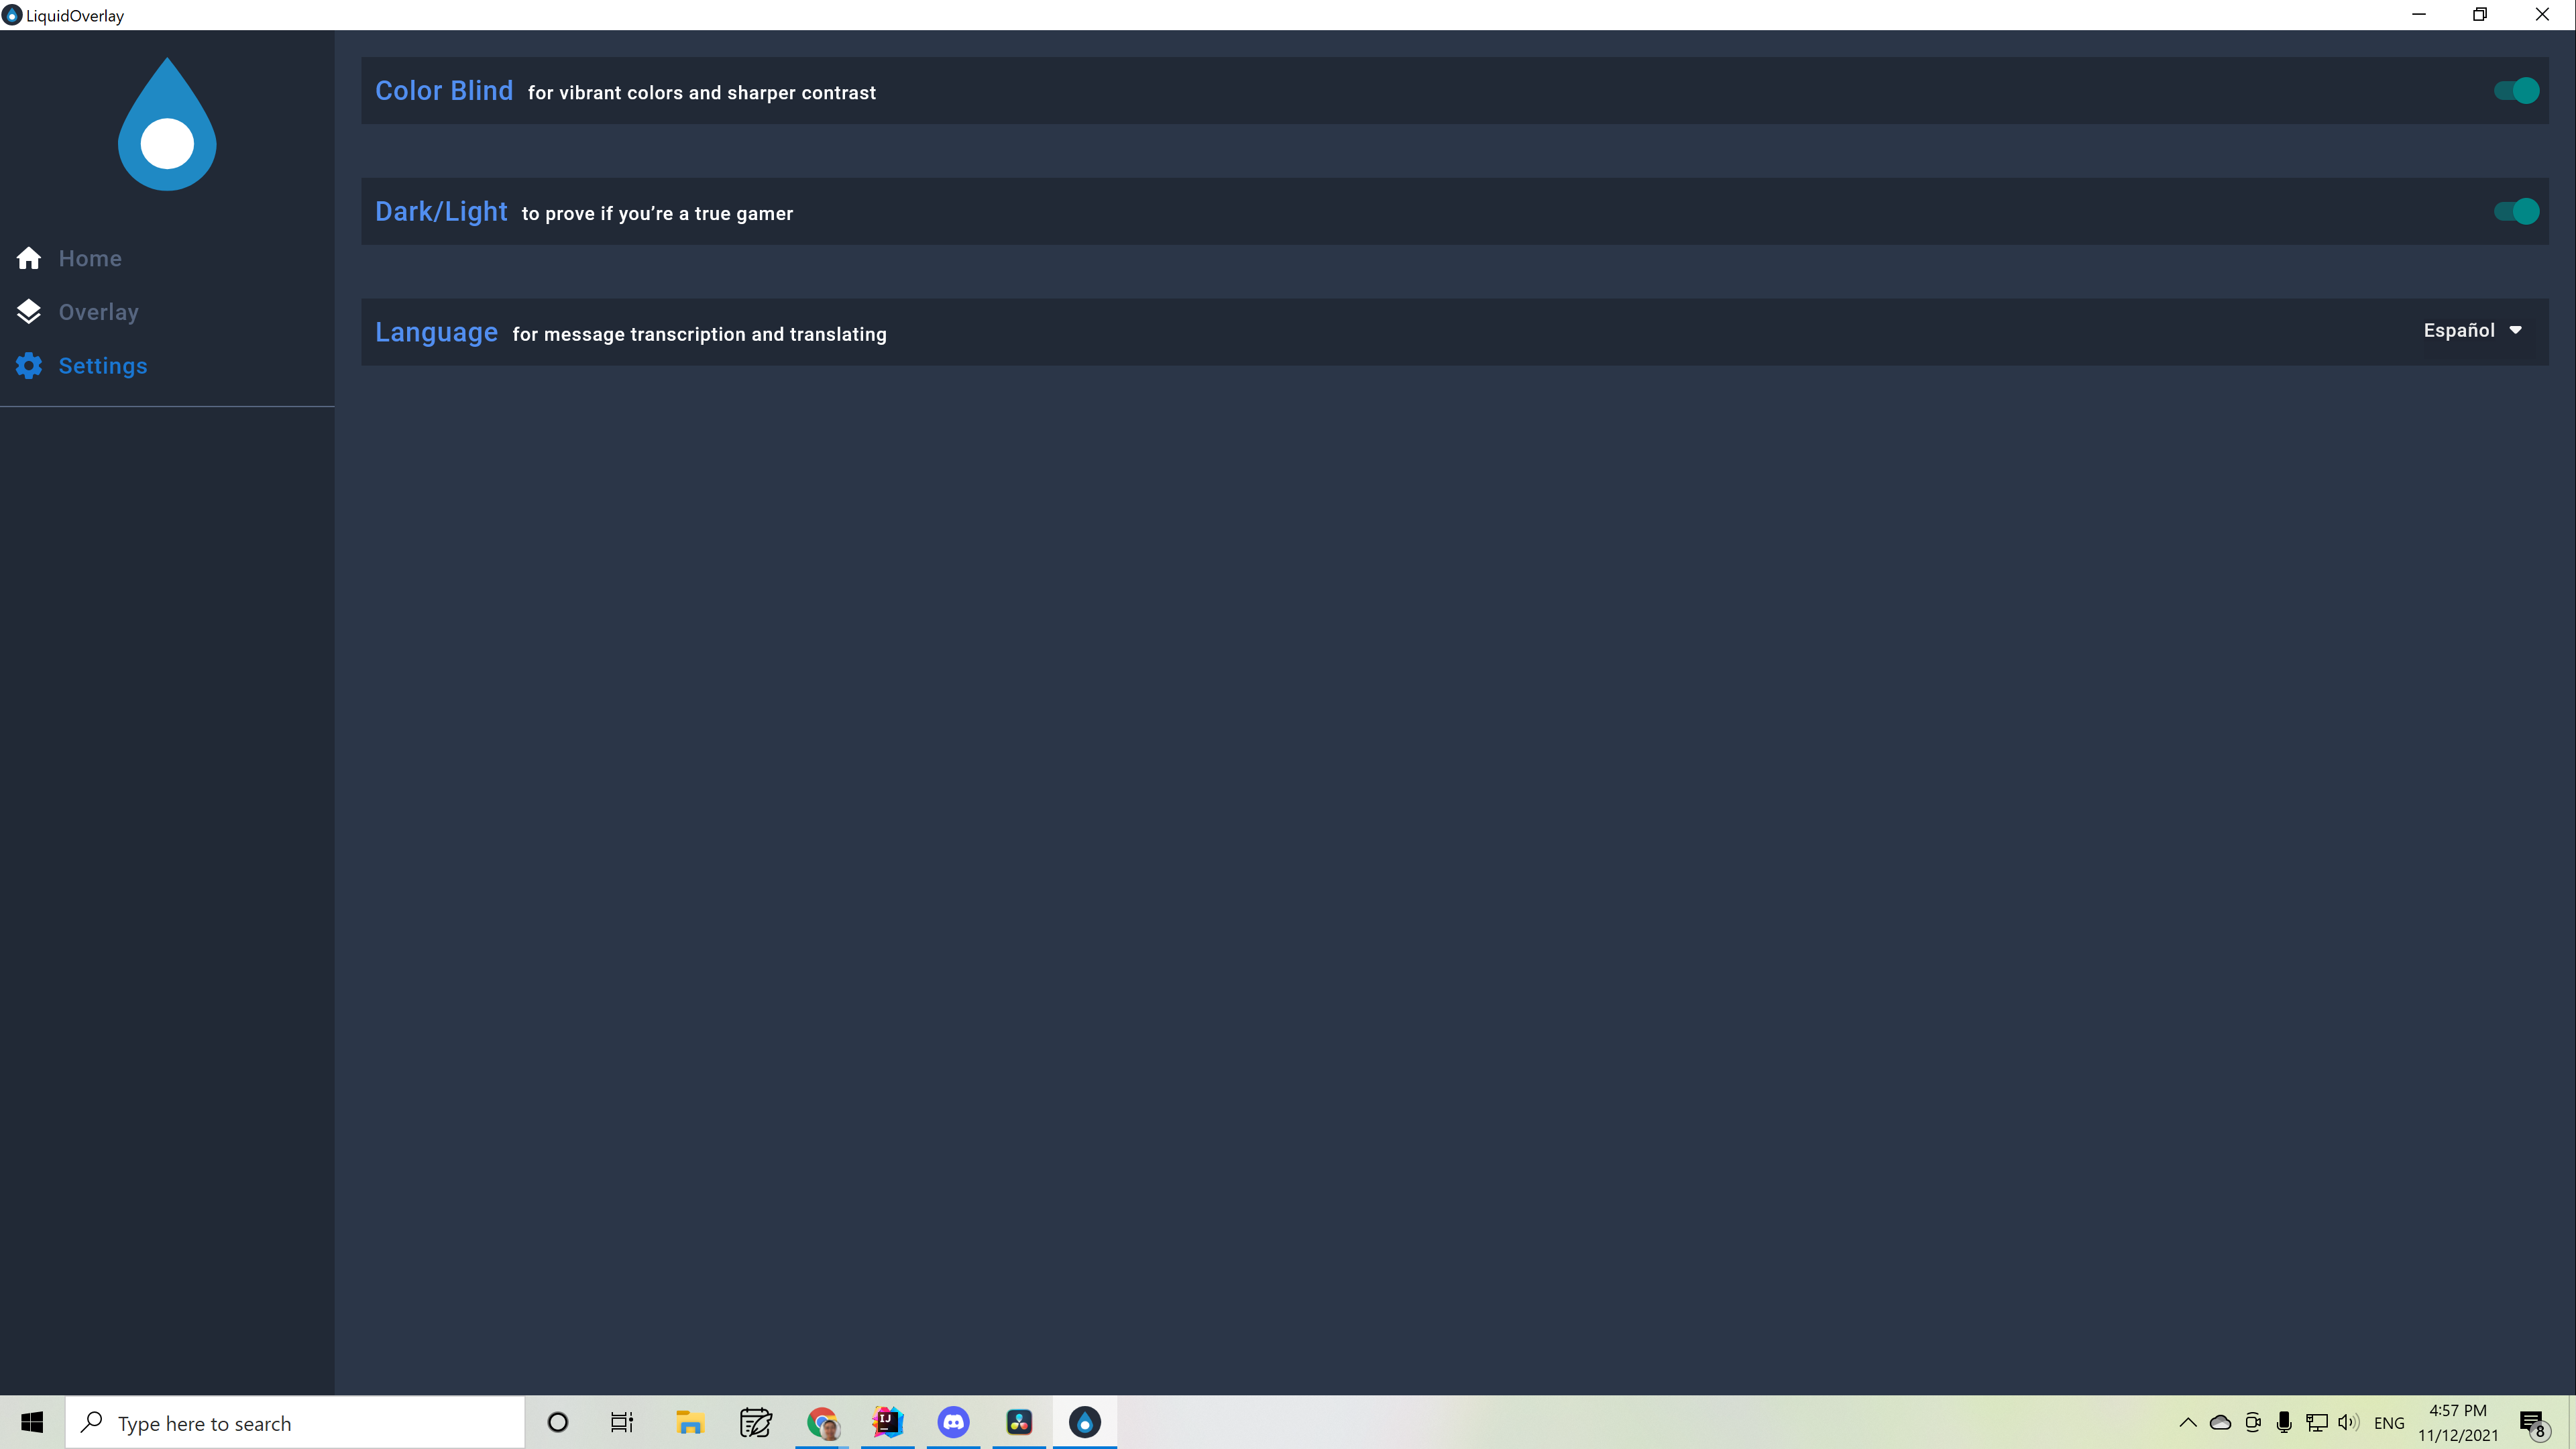 LiquidOverlay
Home
Overlay
Settings
Color Blind for vibrant colors and sharper contrast
Dark/Light to prove if you’re a true gamer
Language for message transcription and translating
Español
Type here to search
IJ
ENG
4:57 PM
11/12/2021
8